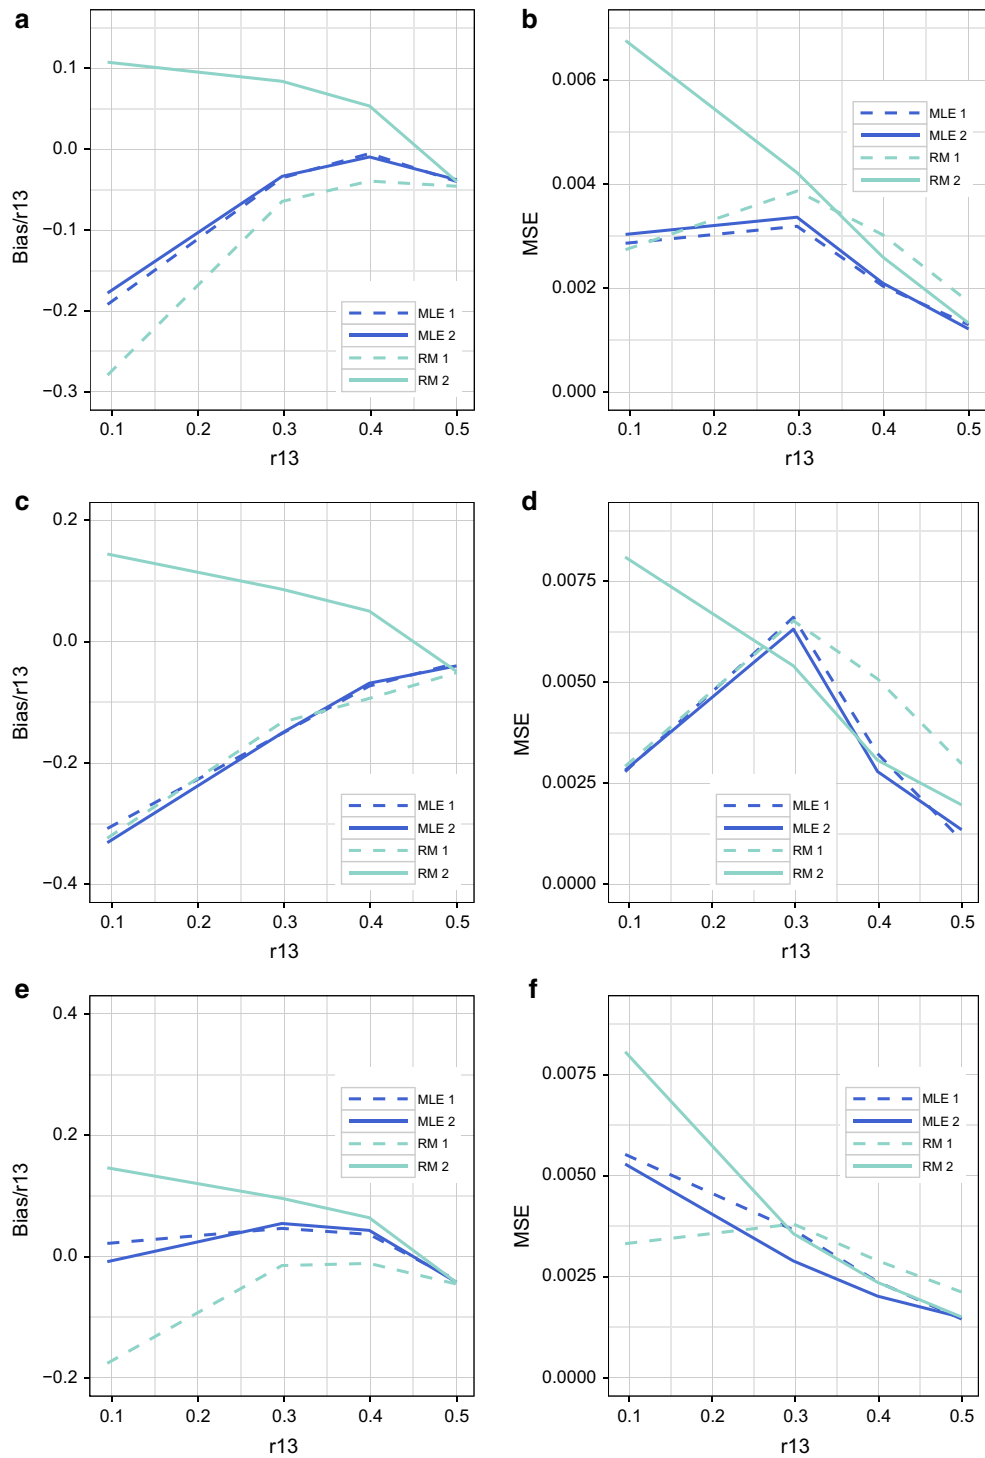 a
Bias/r13
0.1
0.0
−0.1
−0.2
−0.3
MLE 1
MLE 2
RM 1
RM 2
0.1 0.2 0.3 0.4 0.5
r13
b
MSE
0.006
0.004
0.002
0.000
MLE 1
MLE 2
RM 1
RM 2
0.1 0.2 0.3 0.4 0.5
r13
c
Bias/r13
0.2
0.0
−0.2
−0.4
MLE 1
MLE 2
RM 1
RM 2
0.1 0.2 0.3 0.4 0.5
r13
d
MSE
0.0075
0.0050
0.0025
0.0000
MLE 1
MLE 2
RM 1
RM 2
0.1 0.2 0.3 0.4 0.5
r13
e
Bias/r13
0.4
0.2
0.0
−0.2
MLE 1
MLE 2
RM 1
RM 2
0.1 0.2 0.3 0.4 0.5
r13
f
MSE
0.0075
0.0050
0.0025
0.0000
MLE 1
MLE 2
RM 1
RM 2
0.1 0.2 0.3 0.4 0.5
r13